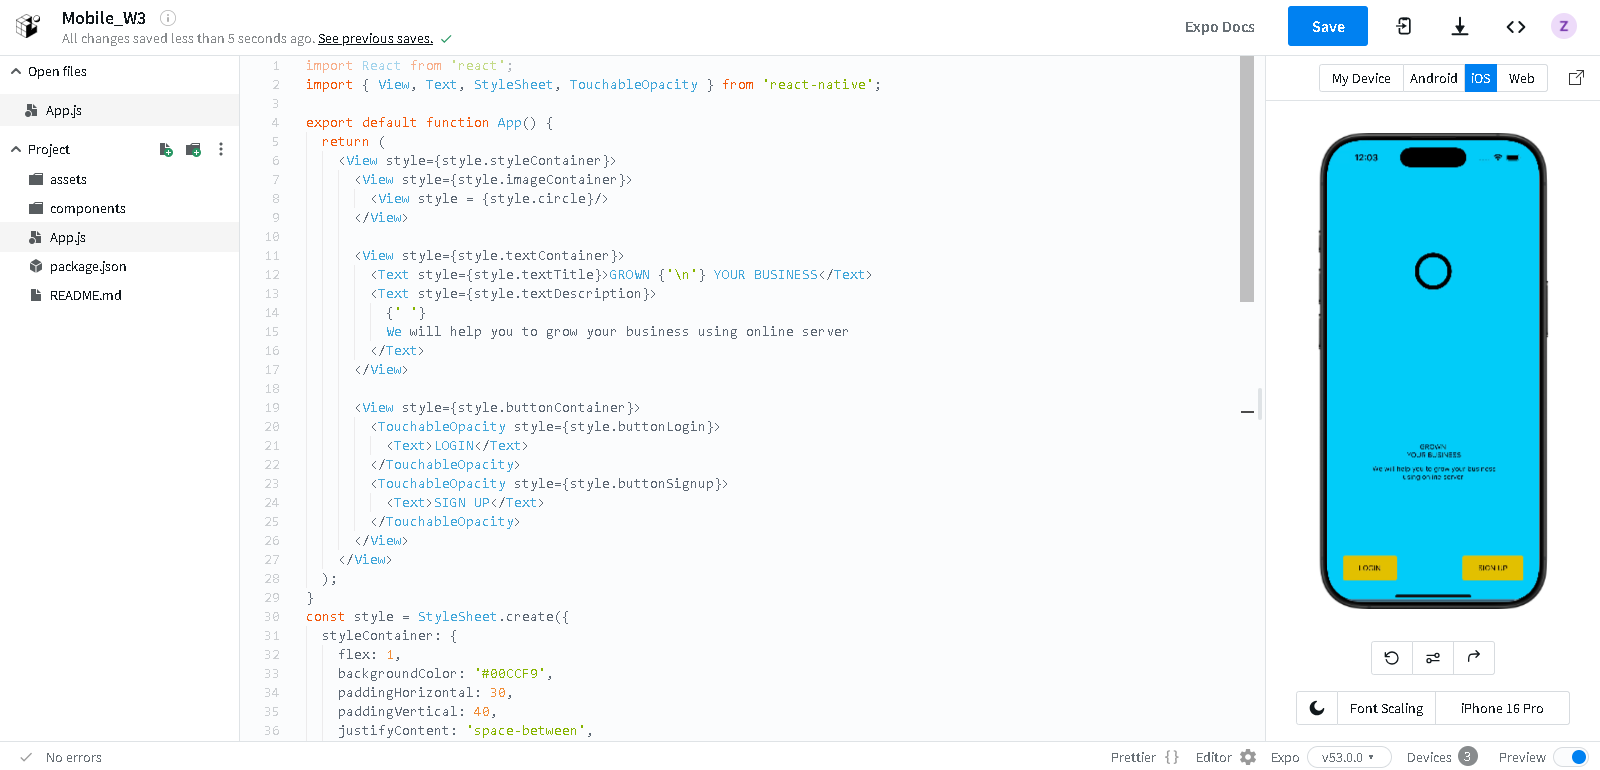 Mobile_W3
All changes saved less than 5 seconds ago. See previous saves.
Expo Docs
Save
Z
Open files
App.js
Project
assets
components
App.js
package.json
README.md
1 import React from 'react';
2 import { View, Text, StyleSheet, TouchableOpacity } from 'react-native';
3
4 export default function App() {
5 return (
6 <View style={style.styleContainer}>
7 <View style={style.imageContainer}>
8 <View style = {style.circle}/>
9 </View>
10
11 <View style={style.textContainer}>
12 <Text style={style.textTitle}>GROWN {'\n'} YOUR BUSINESS</Text>
13 <Text style={style.textDescription}>
14 {' '}
15 We will help you to grow your business using online server
16 </Text>
17 </View>
18
19 <View style={style.buttonContainer}>
20 <TouchableOpacity style={style.buttonLogin}>
21 <Text>LOGIN</Text>
22 </TouchableOpacity>
23 <TouchableOpacity style={style.buttonSignup}>
24 <Text>SIGN UP</Text>
25 </TouchableOpacity>
26 </View>
27 </View>
28 );
29 }
30 const style = StyleSheet.create({
31 styleContainer: {
32 flex: 1,
33 backgroundColor: '#00CCF9',
34 paddingHorizontal: 30,
35 paddingVertical: 40,
36 justifyContent: 'space-between',
My Device Android iOS Web
12:03
GROWN
YOUR BUSINESS
We will help you to grow your business
using online server
LOGIN SIGN UP
Font Scaling
iPhone 16 Pro
No errors
Prettier { } Editor Expo v53.0.0 Devices 3 Preview